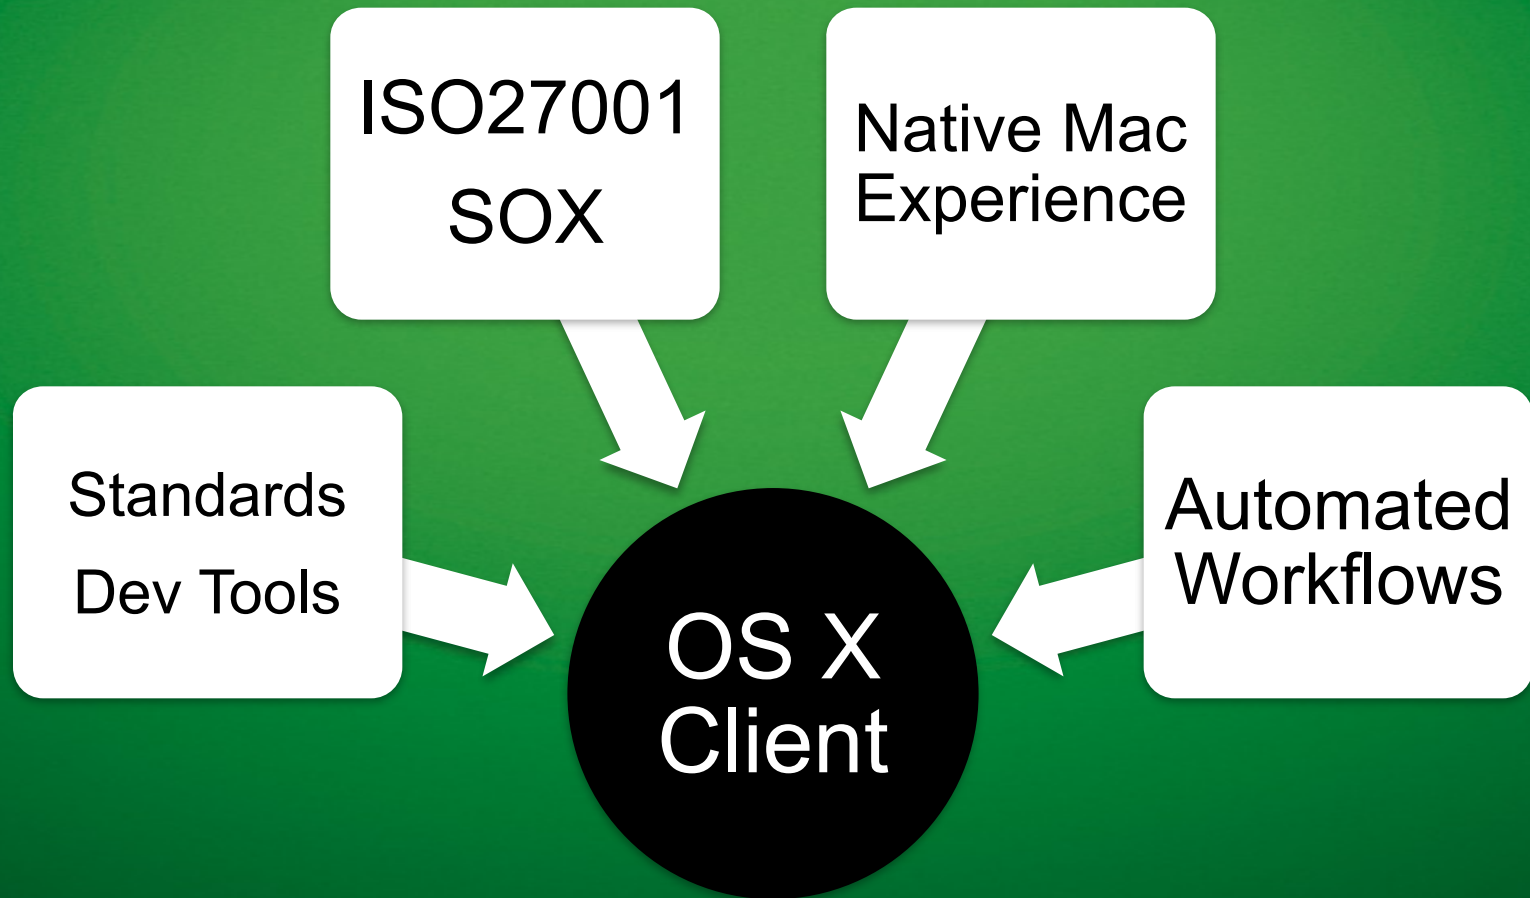 ISO27001
SOX
Native Mac
Experience
Standards
Dev Tools
Automated
Workflows
OS X
Client